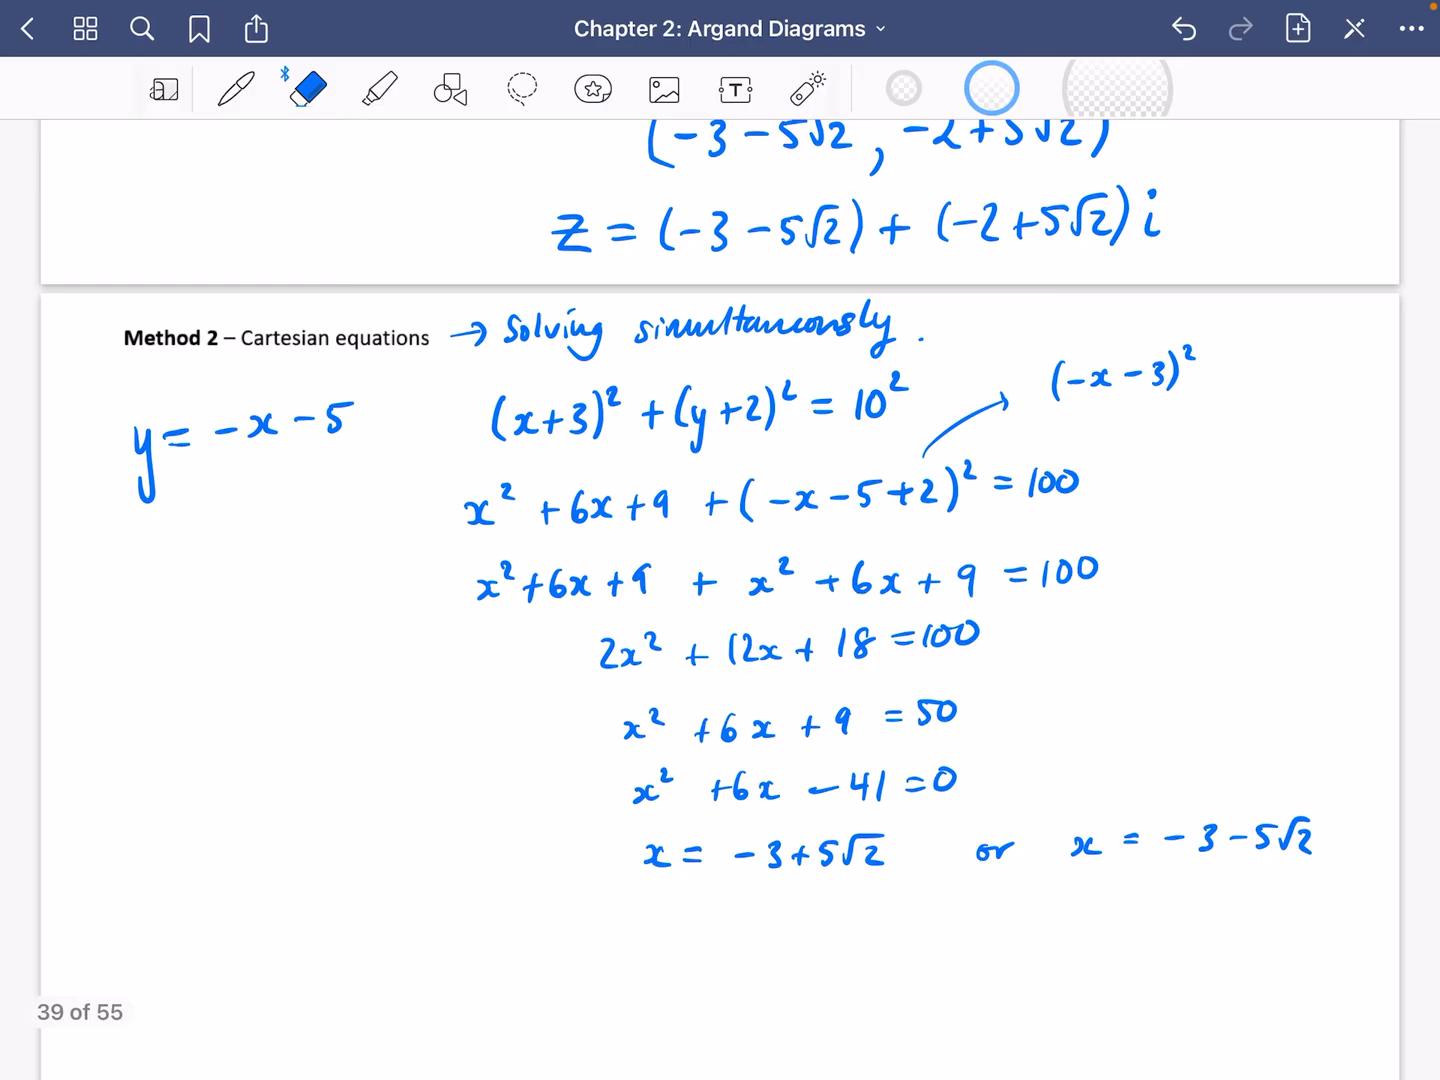 Chapter 2: Argand Diagrams
(-3 - 5√2, -2 + 5√2)
z = (-3 - 5√2) + (-2 + 5√2) i
Method 2 – Cartesian equations → Solving simultaneously.
y = -x - 5
(x+3)² + (y+2)² = 10²
(-x - 3)²
x² + 6x + 9 + (-x - 5 + 2)² = 100
x² + 6x + 9 + x² + 6x + 9 = 100
2x² + 12x + 18 = 100
x² + 6x + 9 = 50
x² + 6x - 41 = 0
x = -3 + 5√2 or x = -3 - 5√2
39 of 55